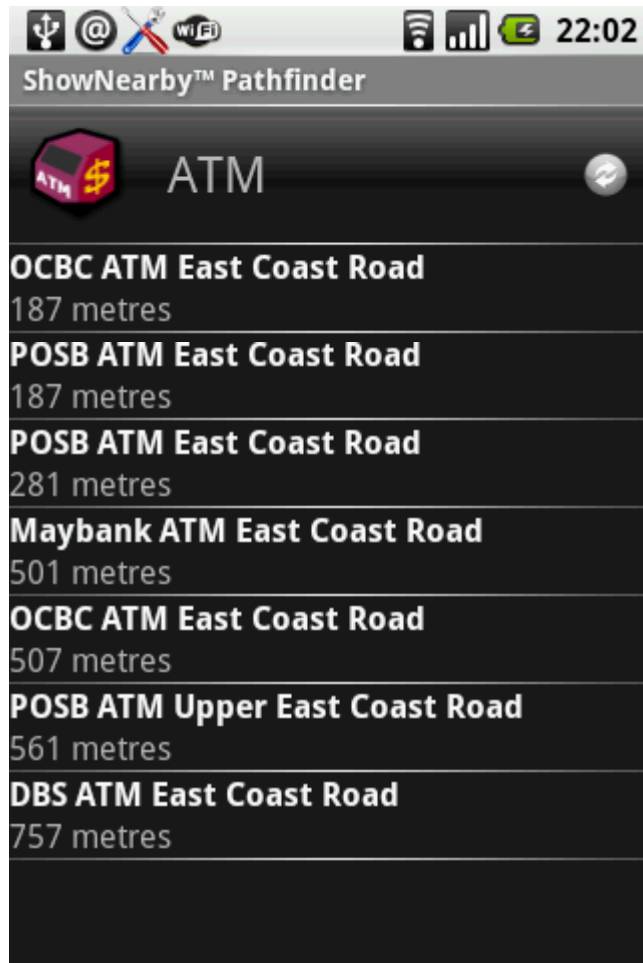 @ WiFi 22:02
ShowNearby™ Pathfinder
ATM $ ATM
OCBC ATM East Coast Road
187 metres
POSB ATM East Coast Road
187 metres
POSB ATM East Coast Road
281 metres
Maybank ATM East Coast Road
501 metres
OCBC ATM East Coast Road
507 metres
POSB ATM Upper East Coast Road
561 metres
DBS ATM East Coast Road
757 metres